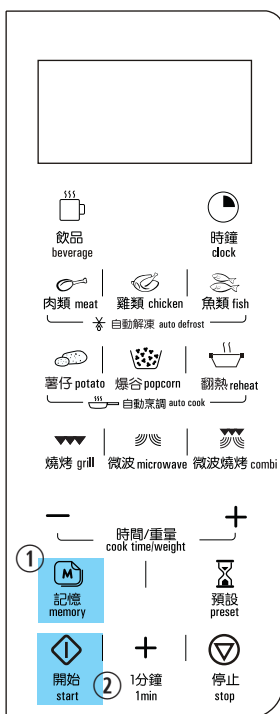 飲品 時鐘
beverage clock
肉類 meat 雞類 chicken 魚類 fish
自動解凍 auto defrost
薯仔 potato 爆谷 popcorn 翻熱 reheat
自動烹調 auto cook
燒烤 grill 微波 microwave 微波燒烤 combi
− +
時間/重量
cook time/weight
①
M
記憶 預設
memory preset
+
開始 ② 1分鐘 停止
start 1min stop